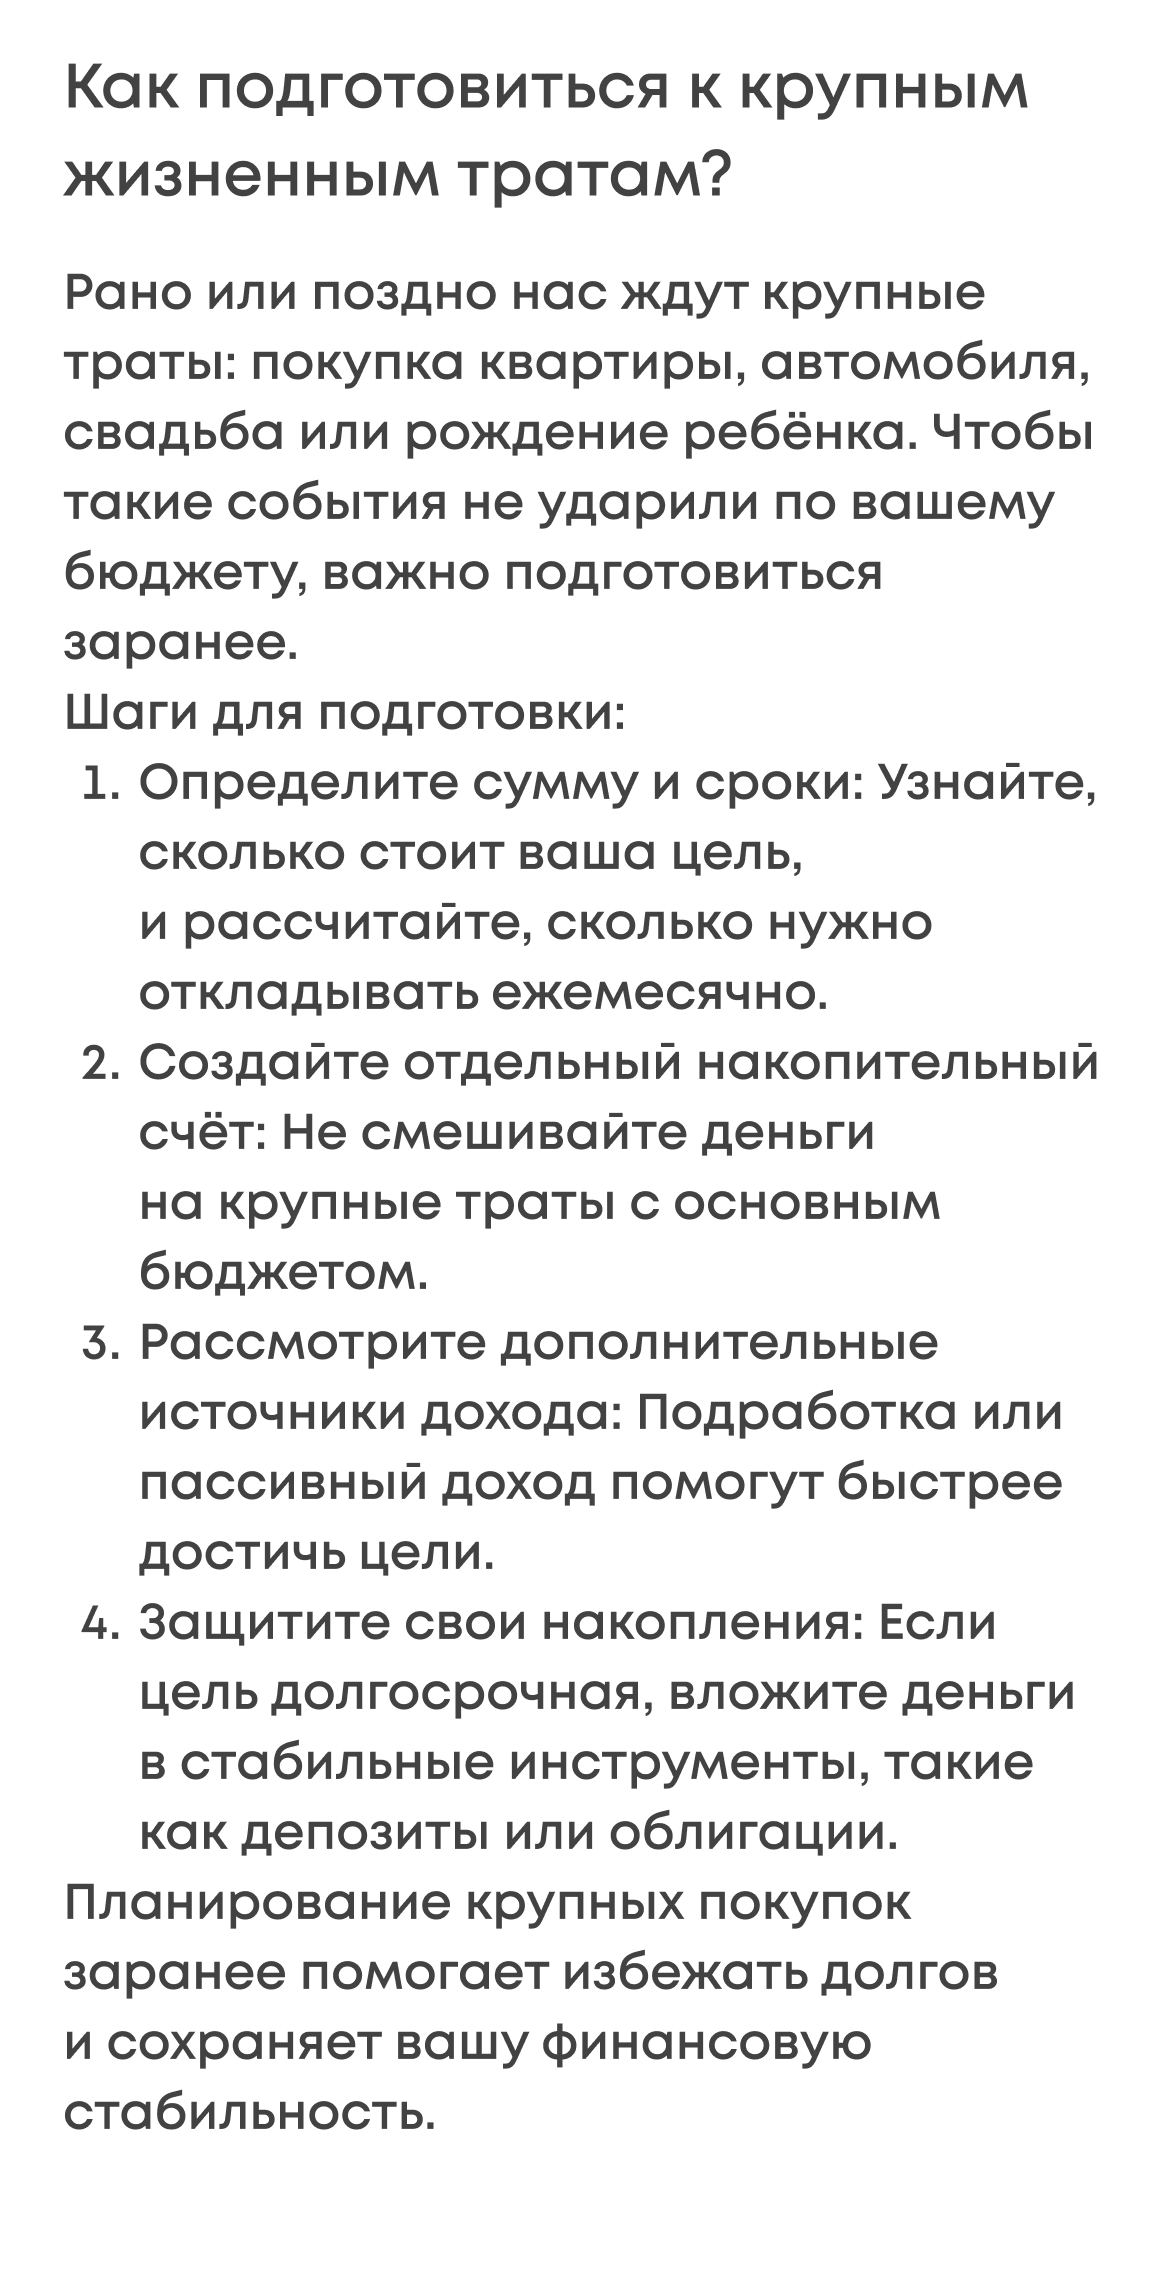 Как подготовиться к крупным
жизненным тратам?
Рано или поздно нас ждут крупные
траты: покупка квартиры, автомобиля,
свадьба или рождение ребёнка. Чтобы
такие события не ударили по вашему
бюджету, важно подготовиться
заранее.
Шаги для подготовки:
1. Определите сумму и сроки: Узнайте,
сколько стоит ваша цель,
и рассчитайте, сколько нужно
откладывать ежемесячно.
2. Создайте отдельный накопительный
счёт: Не смешивайте деньги
на крупные траты с основным
бюджетом.
3. Рассмотрите дополнительные
источники дохода: Подработка или
пассивный доход помогут быстрее
достичь цели.
4. Защитите свои накопления: Если
цель долгосрочная, вложите деньги
в стабильные инструменты, такие
как депозиты или облигации.
Планирование крупных покупок
заранее помогает избежать долгов
и сохраняет вашу финансовую
стабильность.